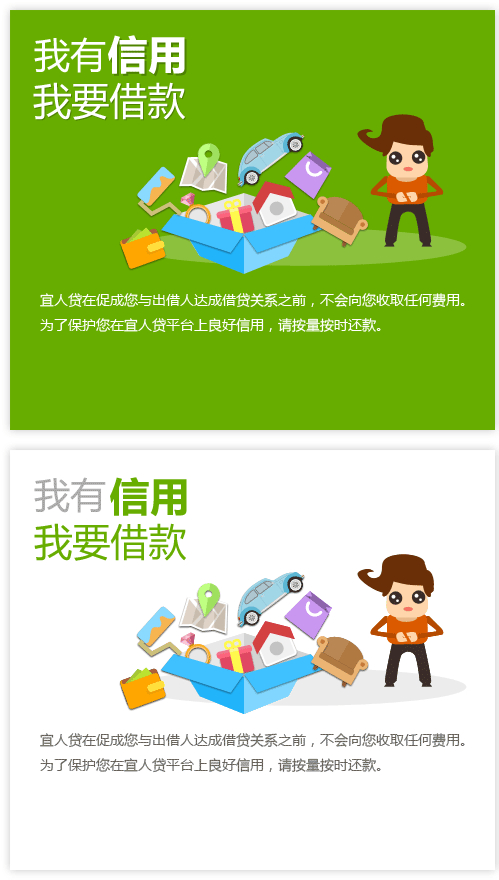 我有信用
我要借款
宜人贷在促成您与出借人达成借贷关系之前，不会向您收取任何费用。
为了保护您在宜人贷平台上良好信用，请按量按时还款。
我有信用
我要借款
宜人贷在促成您与出借人达成借贷关系之前，不会向您收取任何费用。
为了保护您在宜人贷平台上良好信用，请按量按时还款。